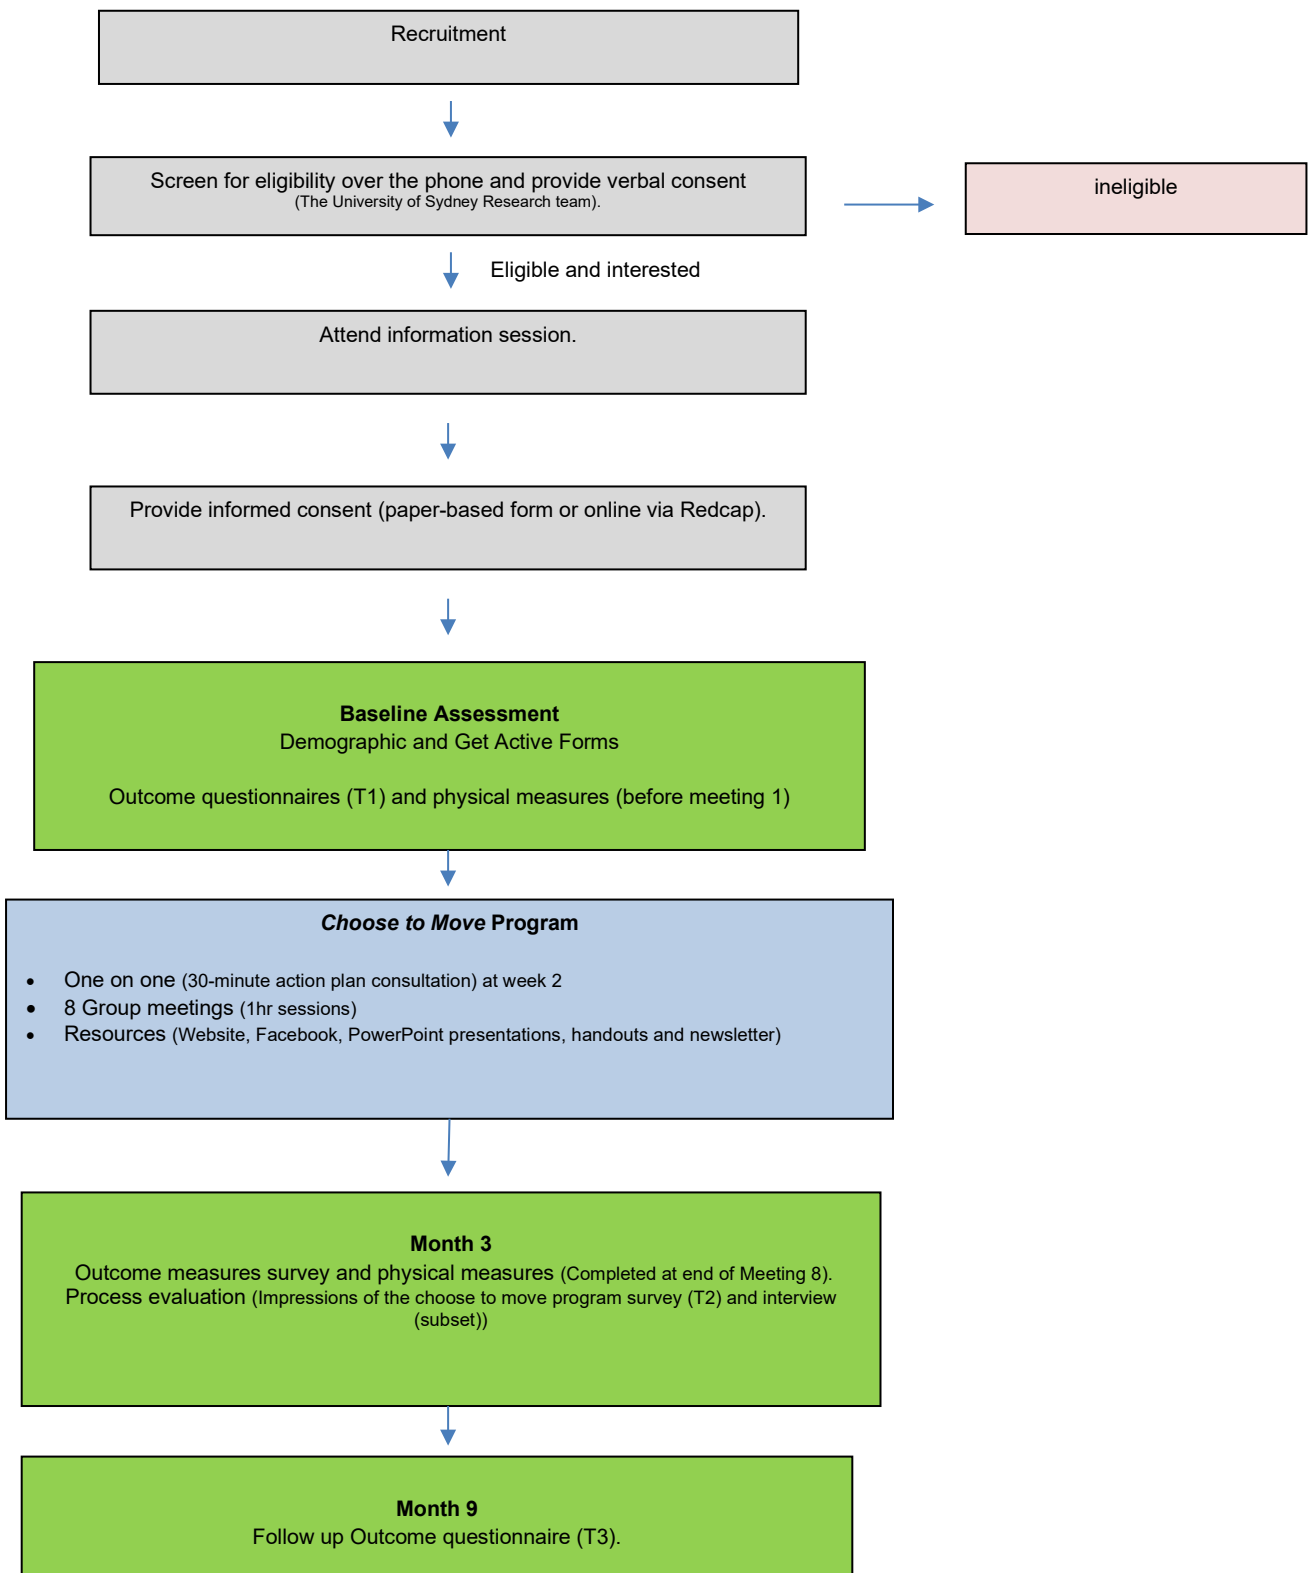 Recruitment
Screen for eligibility over the phone and provide verbal consent
(The University of Sydney Research team).
ineligible
Eligible and interested
Attend information session.
Provide informed consent (paper-based form or online via Redcap).
Baseline Assessment
Demographic and Get Active Forms
Outcome questionnaires (T1) and physical measures (before meeting 1)
Choose to Move Program
• One on one (30-minute action plan consultation) at week 2
• 8 Group meetings (1hr sessions)
• Resources (Website, Facebook, PowerPoint presentations, handouts and newsletter)
Month 3
Outcome measures survey and physical measures (Completed at end of Meeting 8).
Process evaluation (Impressions of the choose to move program survey (T2) and interview
(subset))
Month 9
Follow up Outcome questionnaire (T3).